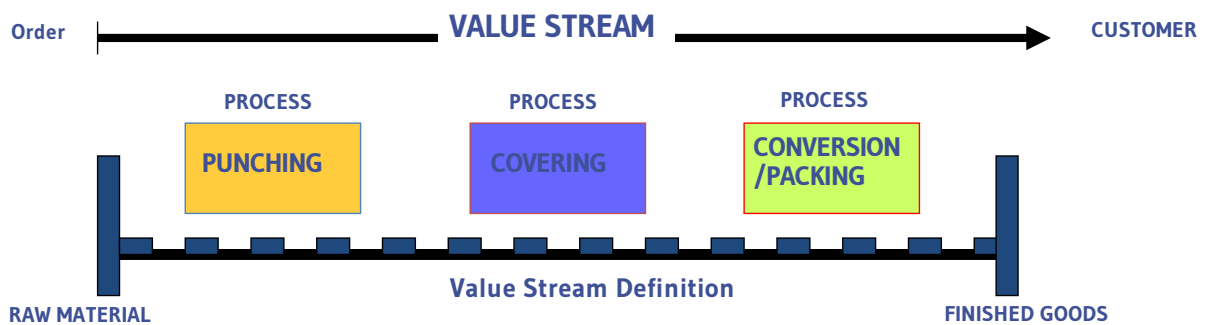 Order
VALUE STREAM
CUSTOMER
PROCESS
PROCESS
PROCESS
PUNCHING
COVERING
CONVERSION
/PACKING
Value Stream Definition
RAW MATERIAL
FINISHED GOODS